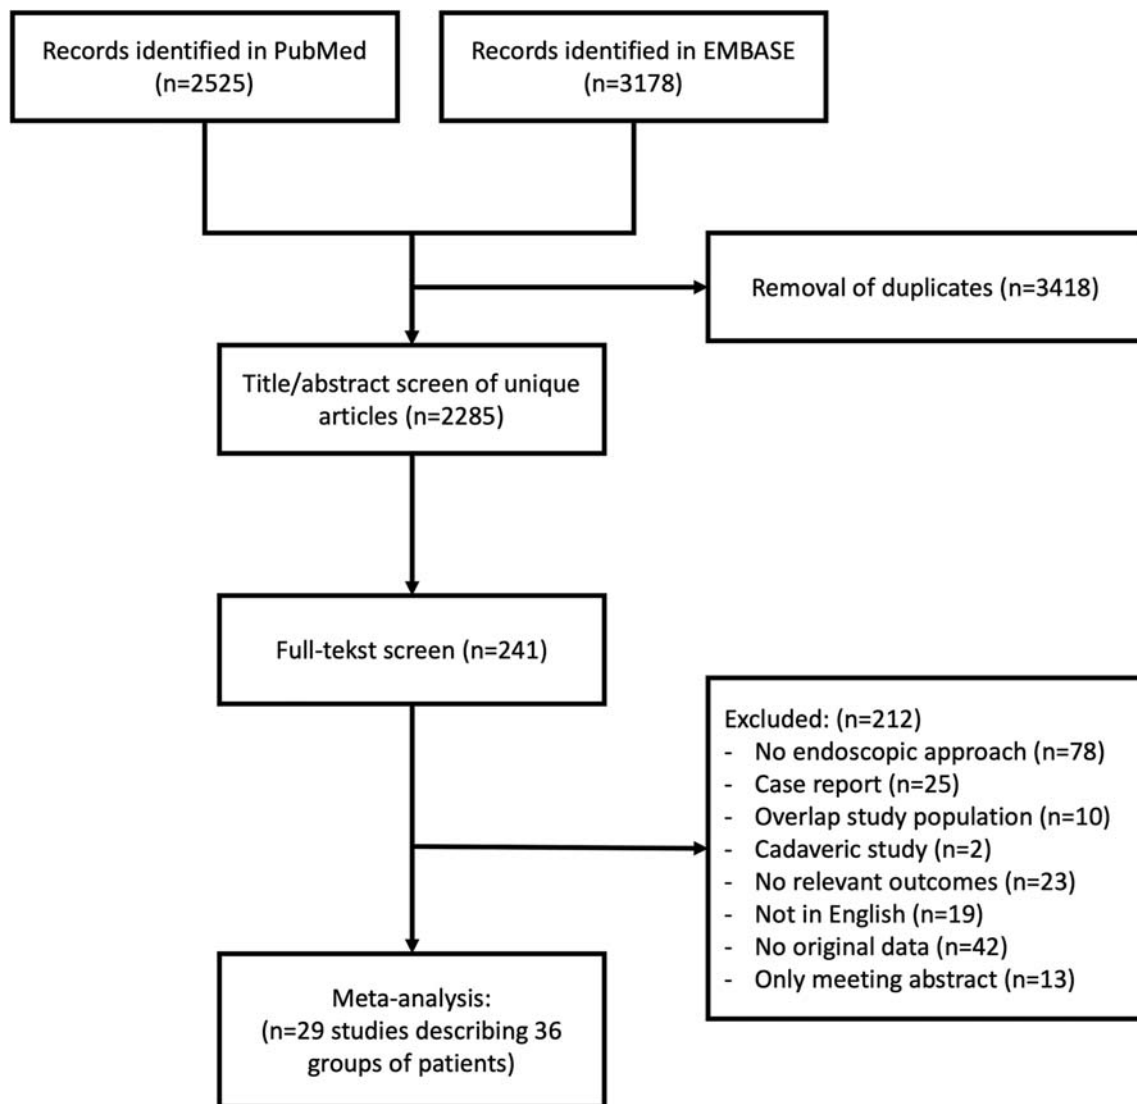 Records identified in PubMed
(n=2525)
Records identified in EMBASE
(n=3178)
Removal of duplicates (n=3418)
Title/abstract screen of unique
articles (n=2285)
Full-tekst screen (n=241)
Excluded: (n=212)
- No endoscopic approach (n=78)
- Case report (n=25)
- Overlap study population (n=10)
- Cadaveric study (n=2)
- No relevant outcomes (n=23)
- Not in English (n=19)
- No original data (n=42)
- Only meeting abstract (n=13)
Meta-analysis:
(n=29 studies describing 36
groups of patients)